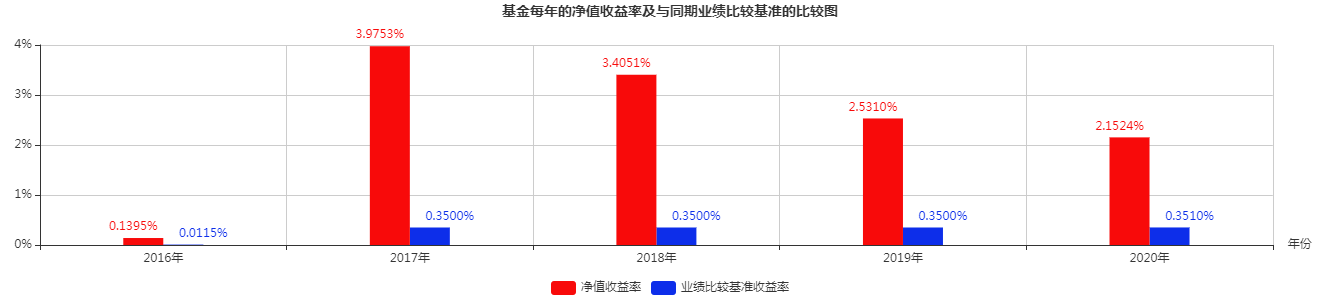 基金每年的净值收益率及与同期业绩比较基准的比较图
4%
3%
2%
1%
0%
0.1395%
0.0115%
3.9753%
0.3500%
3.4051%
0.3500%
2.5310%
0.3500%
2.1524%
0.3510%
2016年
2017年
2018年
2019年
2020年
年份
净值收益率
业绩比较基准收益率